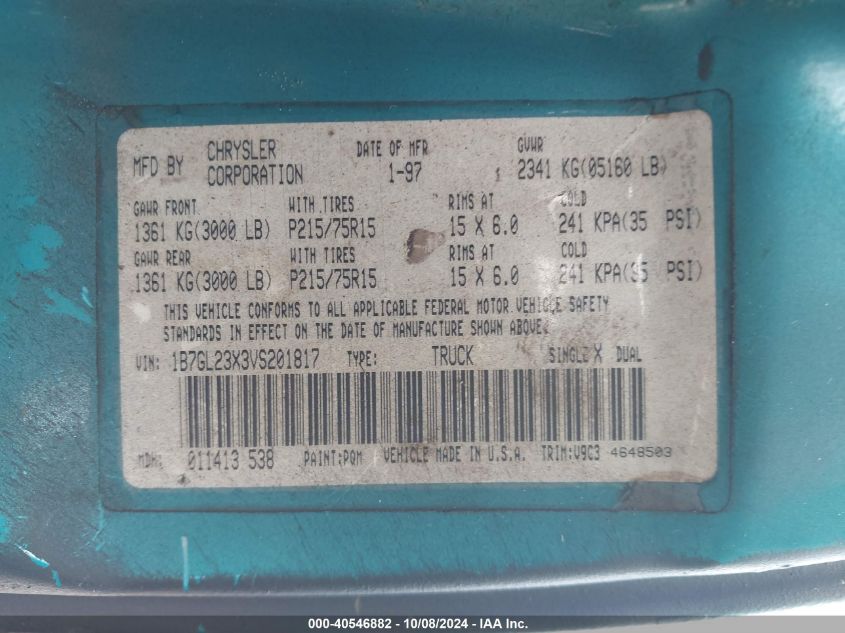 MFD BY CHRYSLER CORPORATION DATE OF MFR 1-97 GVWR 2341 KG(05160 LB)
GAWR FRONT WITH TIRES RIMS AT COLD
1361 KG(3000 LB) P215/75R15 15 X 6.0 241 KPA(35 PSI)
GAWR REAR WITH TIRES RIMS AT COLD
1361 KG(3000 LB) P215/75R15 15 X 6.0 241 KPA(35 PSI)
THIS VEHICLE CONFORMS TO ALL APPLICABLE FEDERAL MOTOR VEHICLE SAFETY
STANDARDS IN EFFECT ON THE DATE OF MANUFACTURE SHOWN ABOVE.
VIN: 1B7GL23X3VS201817 TYPE: TRUCK SINGLE X DUAL
MDH: 011413 538 PAINT:PQM VEHICLE MADE IN U.S.A. TRIM:V9C3 4648503
000-40546882 - 10/08/2024 - IAA Inc.